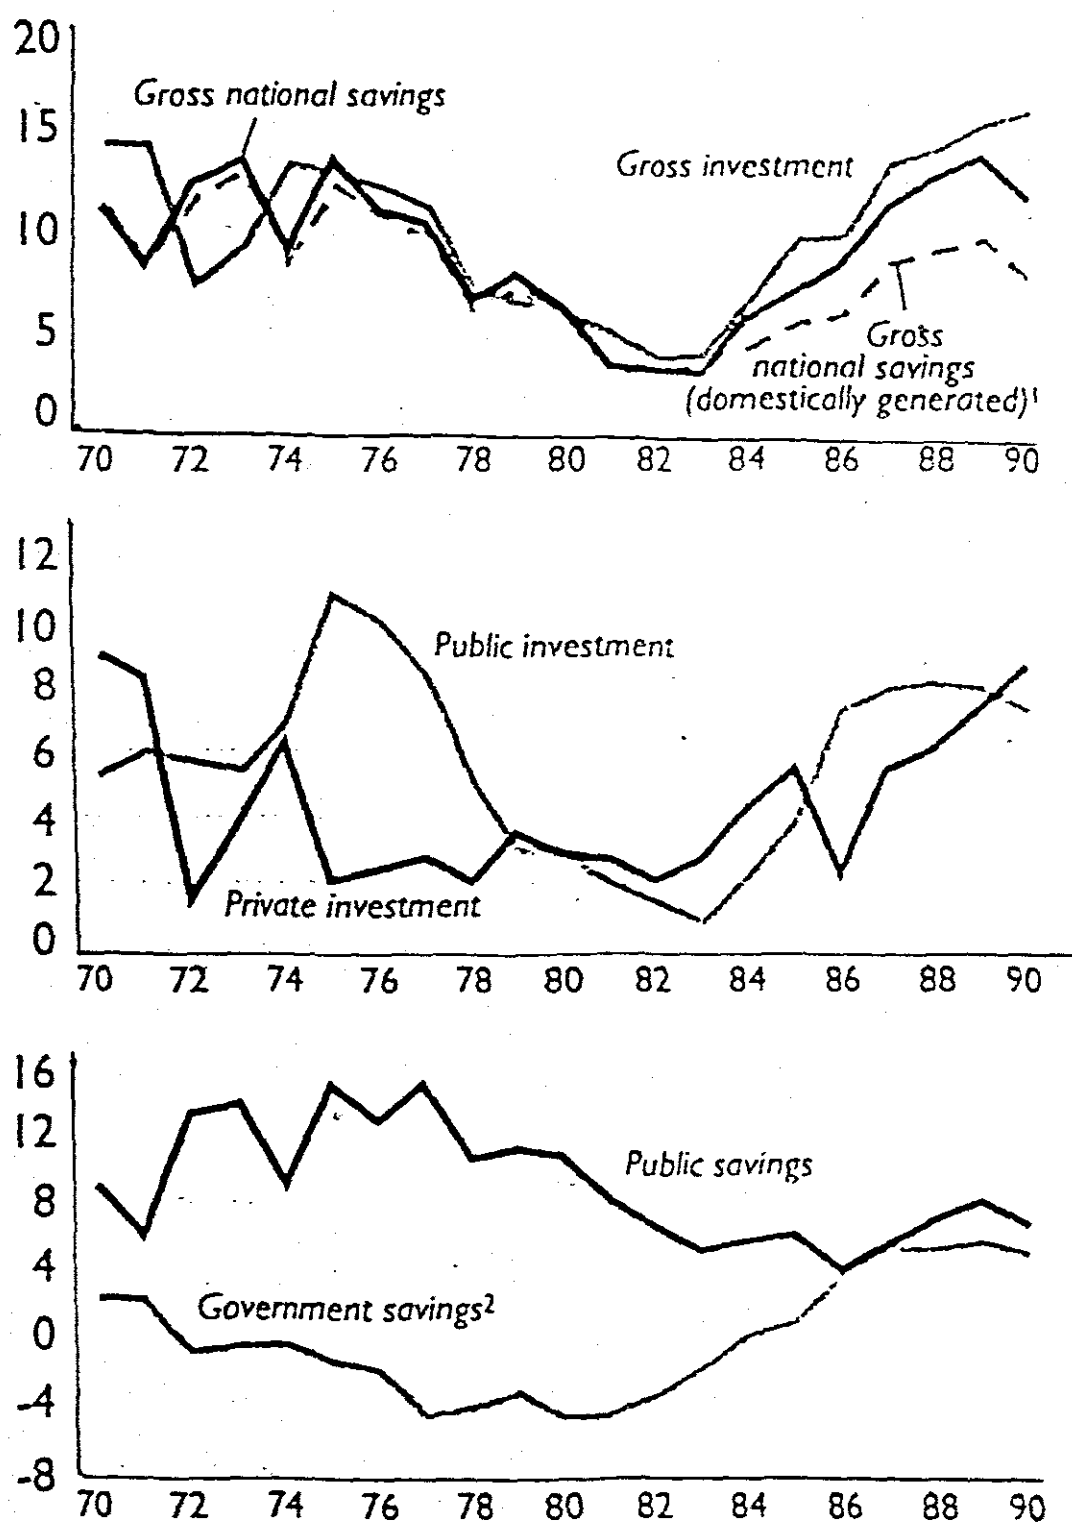 20
Gross national savings
15
Gross investment
10
5
Gross
national savings
(domestically generated)¹
0
70 72 74 76 78 80 82 84 86 88 90
12
10
Public investment
8
6
4
2
Private investment
0
70 72 74 76 78 80 82 84 86 88 90
16
12
Public savings
8
4
Government savings²
0
-4
-8
70 72 74 76 78 80 82 84 86 88 90